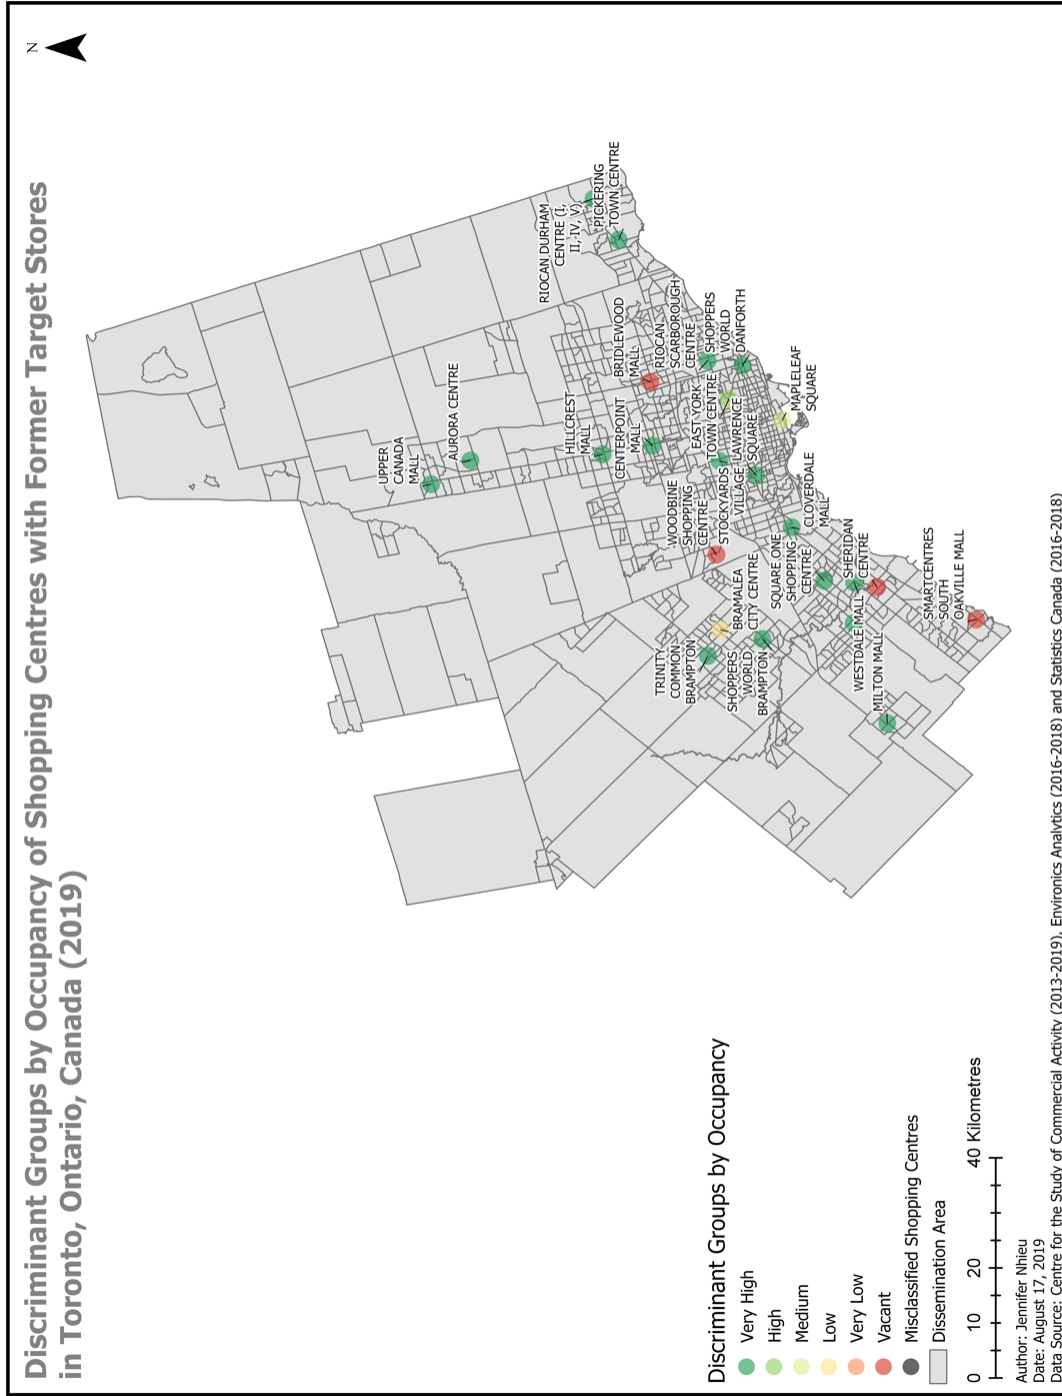 Discriminant Groups by Occupancy of Shopping Centres with Former Target Stores
in Toronto, Ontario, Canada (2019)
N
UPPER
CANADA
MALL
AURORA CENTRE
HILLCREST
MALL
CENTERPOINT
MALL
BRIDLEWOOD
MALL
RIOCAN DURHAM
CENTRE (I,
II, IV, V)
PICKERING
TOWN CENTRE
RIOCAN
SCARBOROUGH
CENTRE
SHOPPERS
WORLD
DANFORTH
EAST YORK
TOWN CENTRE
LAWRENCE
SQUARE
MAPLELEAF
SQUARE
WOODBINE
SHOPPING
CENTRE
STOCKYARDS
VILLAGE
CLOVERDALE
MALL
TRINITY
COMMON
BRAMPTON
BRAMALEA
CITY CENTRE
SHOPPERS
WORLD
BRAMPTON
SQUARE ONE
SHOPPING
CENTRE
SHERIDAN
CENTRE
WESTDALE MALL
MILTON MALL
SMARTCENTRES
SOUTH
OAKVILLE MALL
Discriminant Groups by Occupancy
Very High
High
Medium
Low
Very Low
Vacant
Misclassified Shopping Centres
Dissemination Area
0 10 20 40 Kilometres
Author: Jennifer Nhieu
Date: August 17, 2019
Data Source: Centre for the Study of Commercial Activity (2013-2019), Environics Analytics (2016-2018) and Statistics Canada (2016-2018)